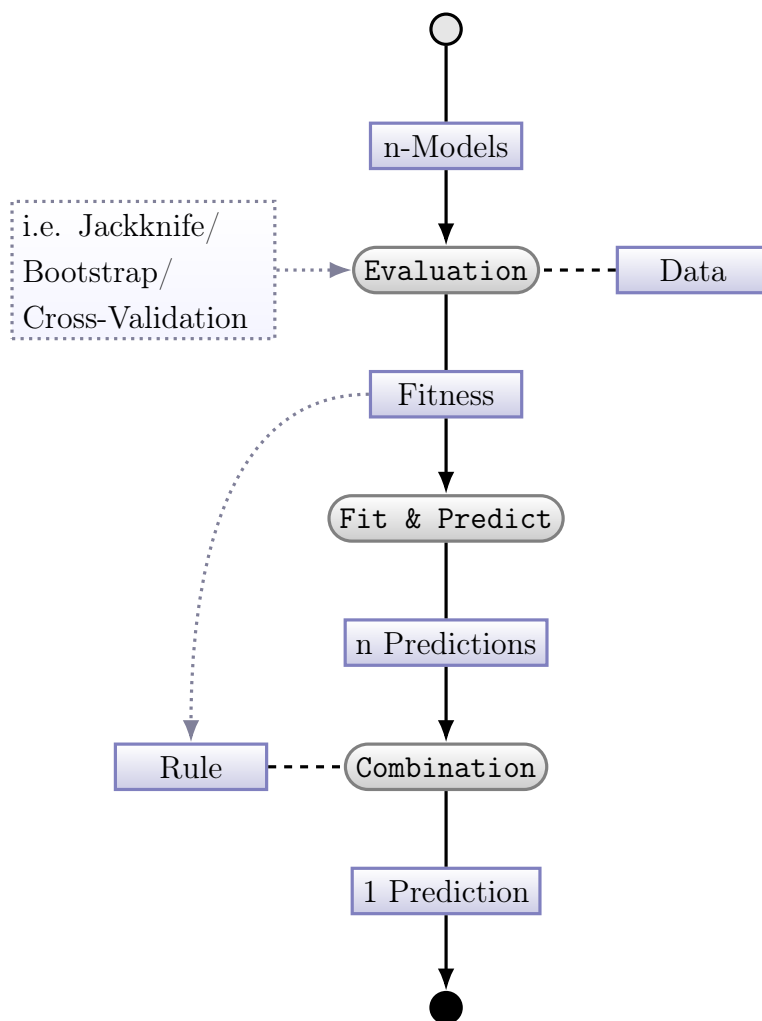 n-Models
i.e. Jackknife/
Bootstrap/
Cross-Validation
Evaluation
Data
Fitness
Fit & Predict
n Predictions
Rule
Combination
1 Prediction